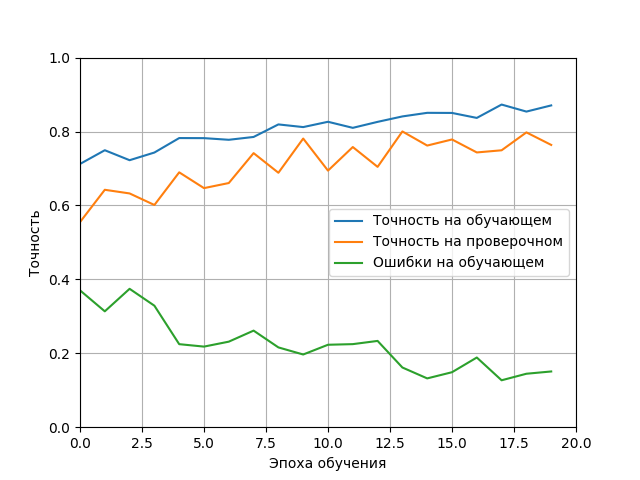 1.0
0.8
0.6
0.4
0.2
0.0
Точность
Точность на обучающем
Точность на проверочном
Ошибки на обучающем
0.0 2.5 5.0 7.5 10.0 12.5 15.0 17.5 20.0
Эпоха обучения